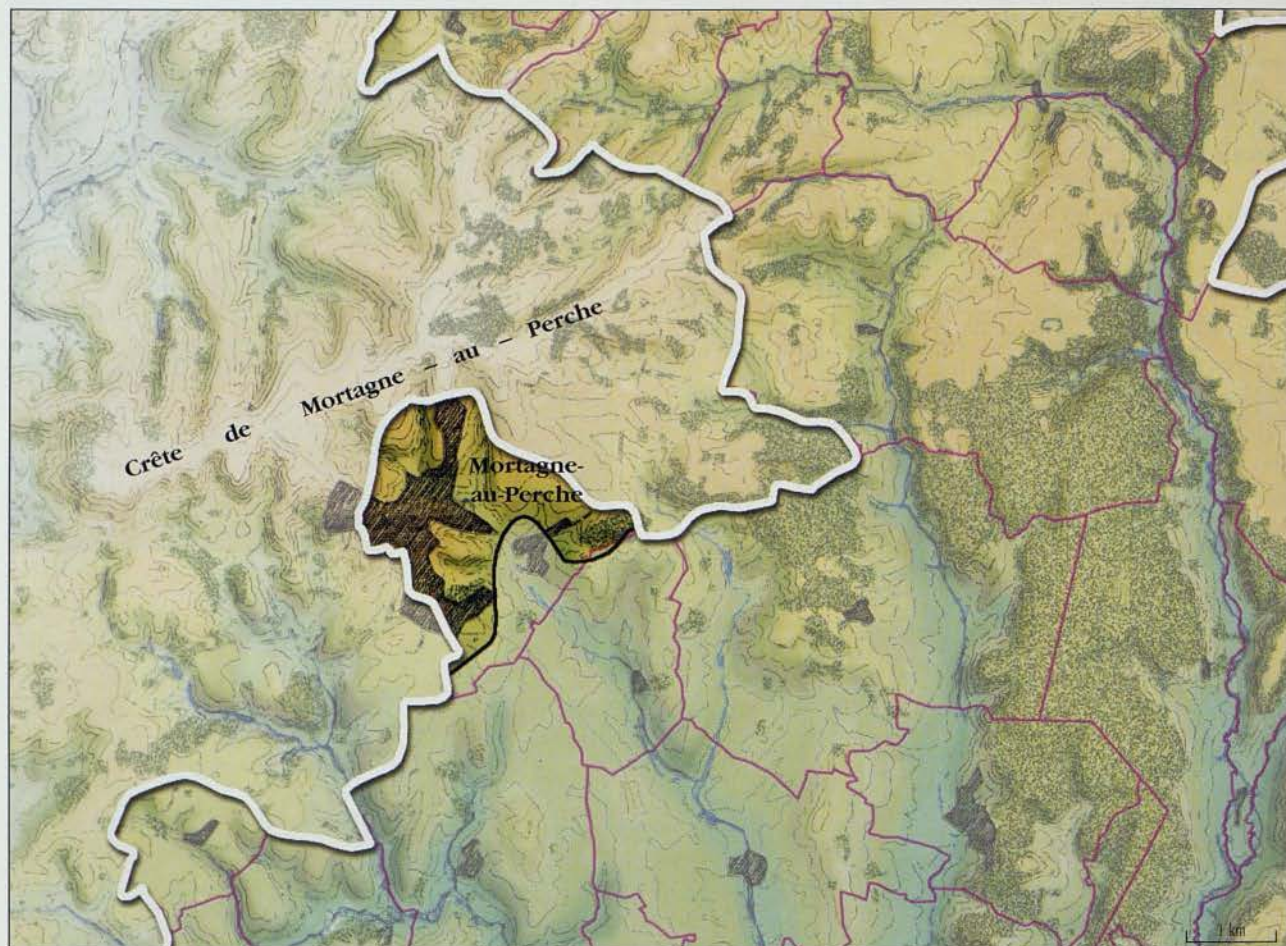 Crête de Mortagne – au – Perche
Mortagne-
au-Perche
1 km